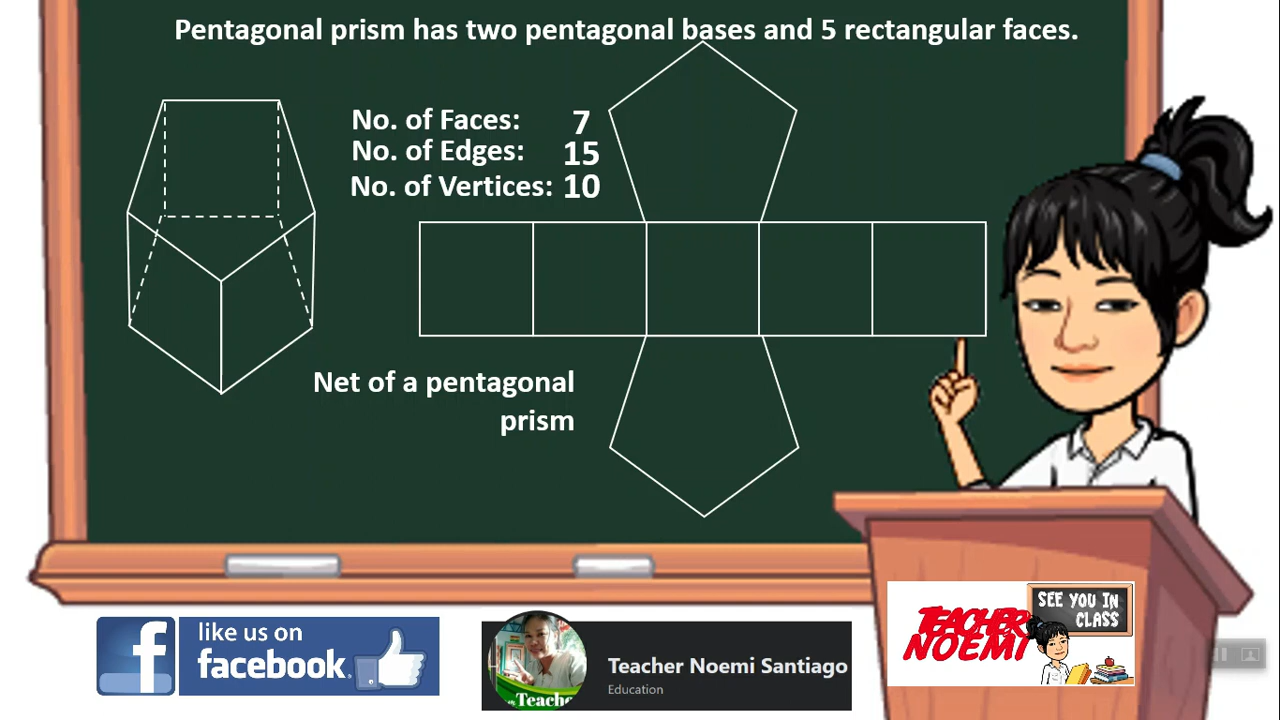 Pentagonal prism has two pentagonal bases and 5 rectangular faces.
No. of Faces: 7
No. of Edges: 15
No. of Vertices: 10
Net of a pentagonal
prism
f
like us on
facebook
Teacher Noemi Santiago
Education
Teache
TEACHER
NOEMI
SEE YOU IN
CLASS